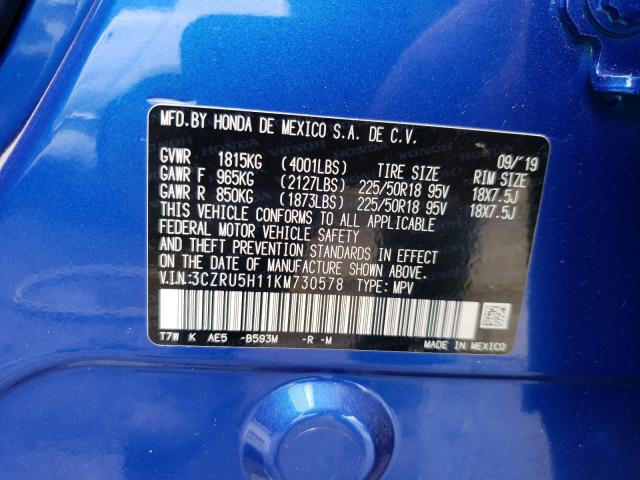 MFD.BY HONDA DE MEXICO S.A. DE C.V.
09/'19
GVWR 1815KG (4001LBS) TIRE SIZE RIM SIZE
GAWR F 965KG (2127LBS) 225/50R18 95V 18X7.5J
GAWR R 850KG (1873LBS) 225/50R18 95V 18X7.5J
THIS VEHICLE CONFORMS TO ALL APPLICABLE
FEDERAL MOTOR VEHICLE SAFETY
AND THEFT PREVENTION STANDARDS IN EFFECT
ON THE DATE OF MANUFACTURE SHOWN ABOVE.
V.I.N:3CZRU5H11KM730578 TYPE: MPV
T7W K AE5 -B593M -R -M
MADE IN MEXICO